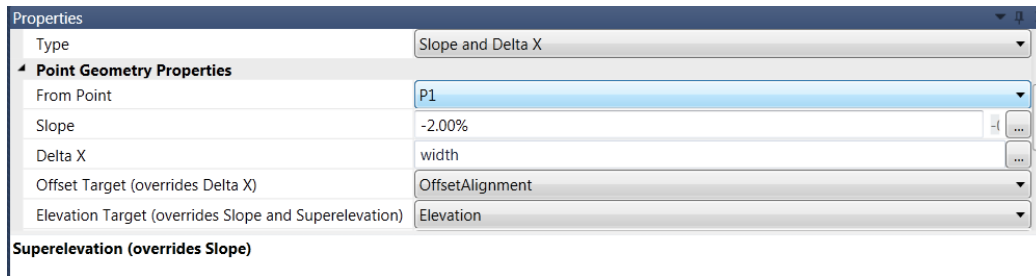 Properties
Type Slope and Delta X
Point Geometry Properties
From Point P1
Slope -2.00% ...
Delta X width ...
Offset Target (overrides Delta X) OffsetAlignment
Elevation Target (overrides Slope and Superelevation) Elevation
Superelevation (overrides Slope)